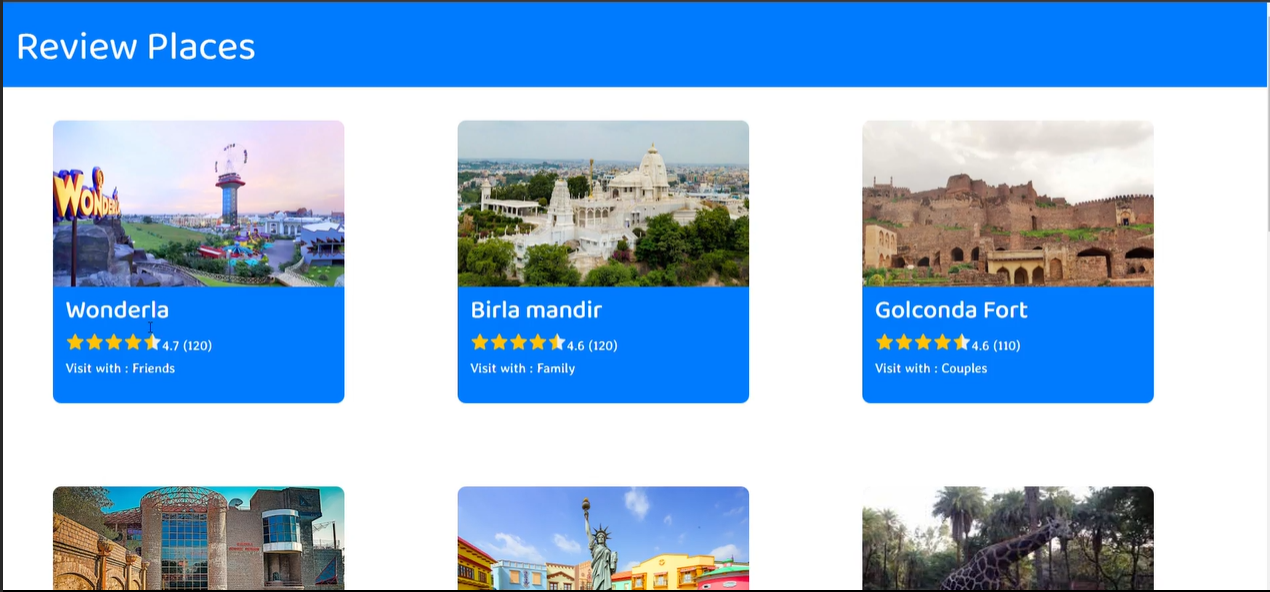 Review Places
WONDERLA
Wonderla
4.7 (120)
Visit with : Friends
Birla mandir
4.6 (120)
Visit with : Family
Golconda Fort
4.6 (110)
Visit with : Couples